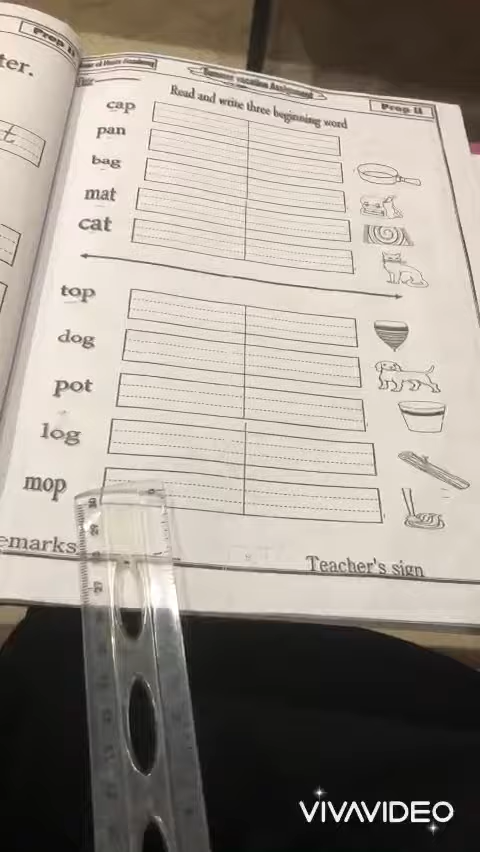 ter.
Prep II
Summer vacation Assignment
Prep II
Read and write three beginning word
cap
pan
bag
mat
cat
top
dog
pot
log
mop
emarks
Teacher's sign
VIVAVIDEO